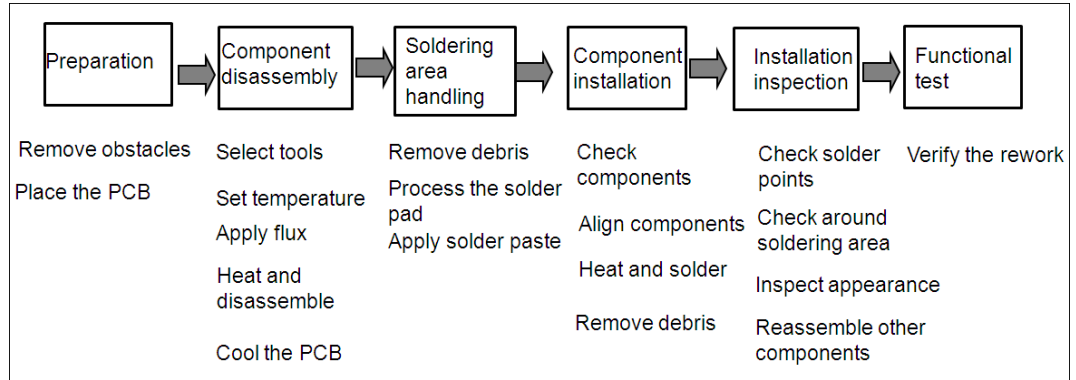 Preparation
Component
disassembly
Soldering
area
handling
Component
installation
Installation
inspection
Functional
test
Remove obstacles
Place the PCB
Select tools
Set temperature
Apply flux
Heat and
disassemble
Cool the PCB
Remove debris
Process the solder
pad
Apply solder paste
Check
components
Align components
Heat and solder
Remove debris
Check solder
points
Check around
soldering area
Inspect appearance
Reassemble other
components
Verify the rework